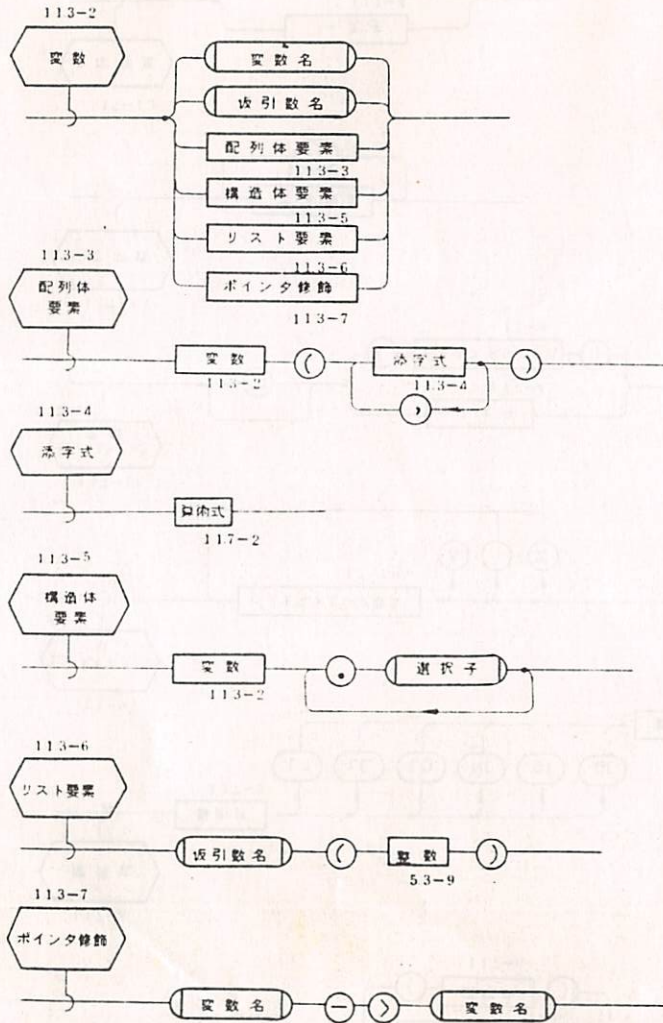 113-2
変数
変数名
仮引数名
配列体要素
113-3
構造体要素
113-5
リスト要素
113-6
ポインタ修飾
113-7
113-3
配列体
要素
変数
113-2
(
添字式
113-4
)
,
113-4
添字式
算術式
117-2
113-5
構造体
要素
変数
113-2
.
選択子
113-6
リスト要素
仮引数名
(
整数
53-9
)
113-7
ポインタ修飾
変数名
—
>
変数名